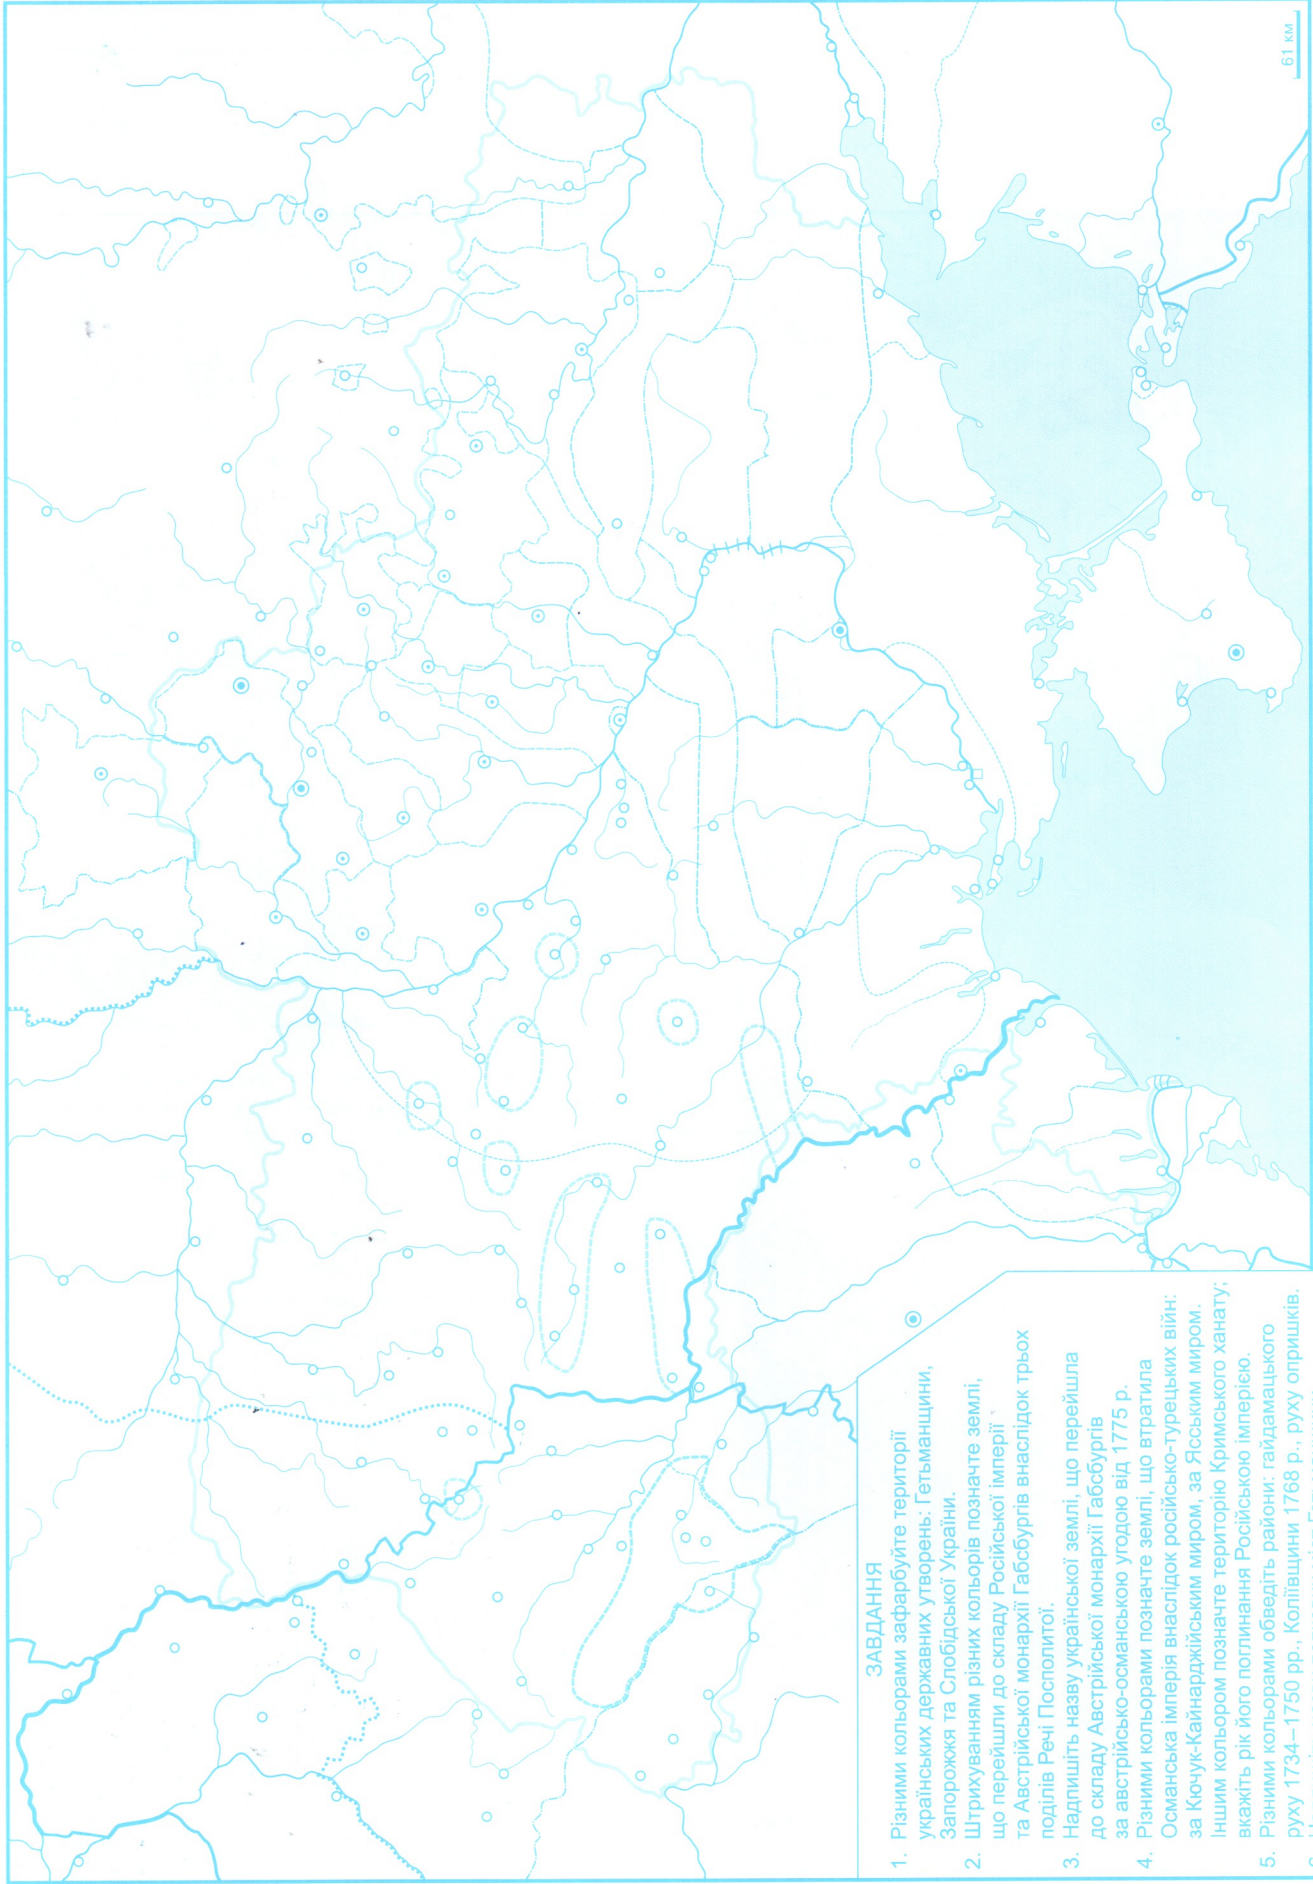 61 км
ЗАВДАННЯ
1. Різними кольорами зафарбуйте території
українських державних утворень: Гетьманщини,
Запорожжя та Слобідської України.
2. Штрихуванням різних кольорів позначте землі,
що перейшли до складу Російської імперії
та Австрійської монархії Габсбургів внаслідок трьох
поділів Речі Посполитої.
3. Надпишіть назву української землі, що перейшла
до складу Австрійської монархії Габсбургів
за австрійсько-османською угодою від 1775 р.
4. Різними кольорами позначте землі, що втратила
Османська імперія внаслідок російсько-турецьких війн:
за Кючук-Кайнарджійським миром, за Ясським миром.
Іншим кольором позначте територію Кримського ханату;
вкажіть рік його поглинання Російською імперією.
5. Різними кольорами обведіть райони: гайдамацького
руху 1734–1750 рр., Коліївщини 1768 р., руху опришків.
6.